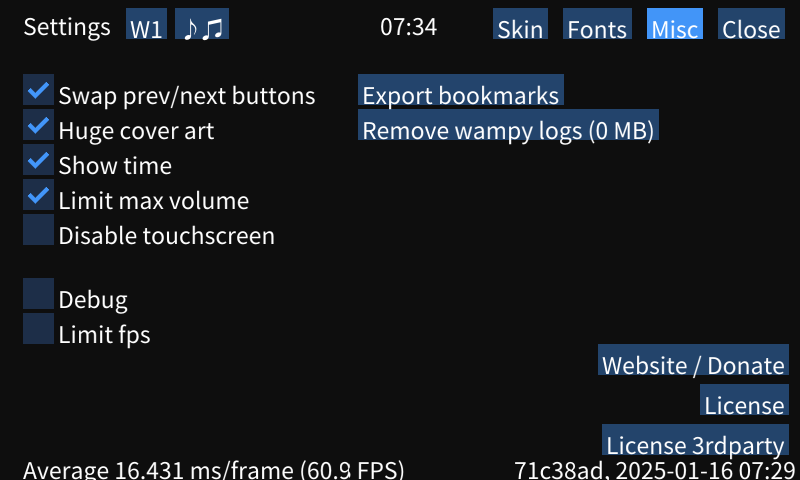 Settings W1 ♪♫ 07:34 Skin Fonts Misc Close
Swap prev/next buttons Export bookmarks
Huge cover art Remove wampy logs (0 MB)
Show time
Limit max volume
Disable touchscreen
Debug
Limit fps
Website / Donate
License
License 3rdparty
Average 16.431 ms/frame (60.9 FPS) 71c38ad, 2025-01-16 07:29